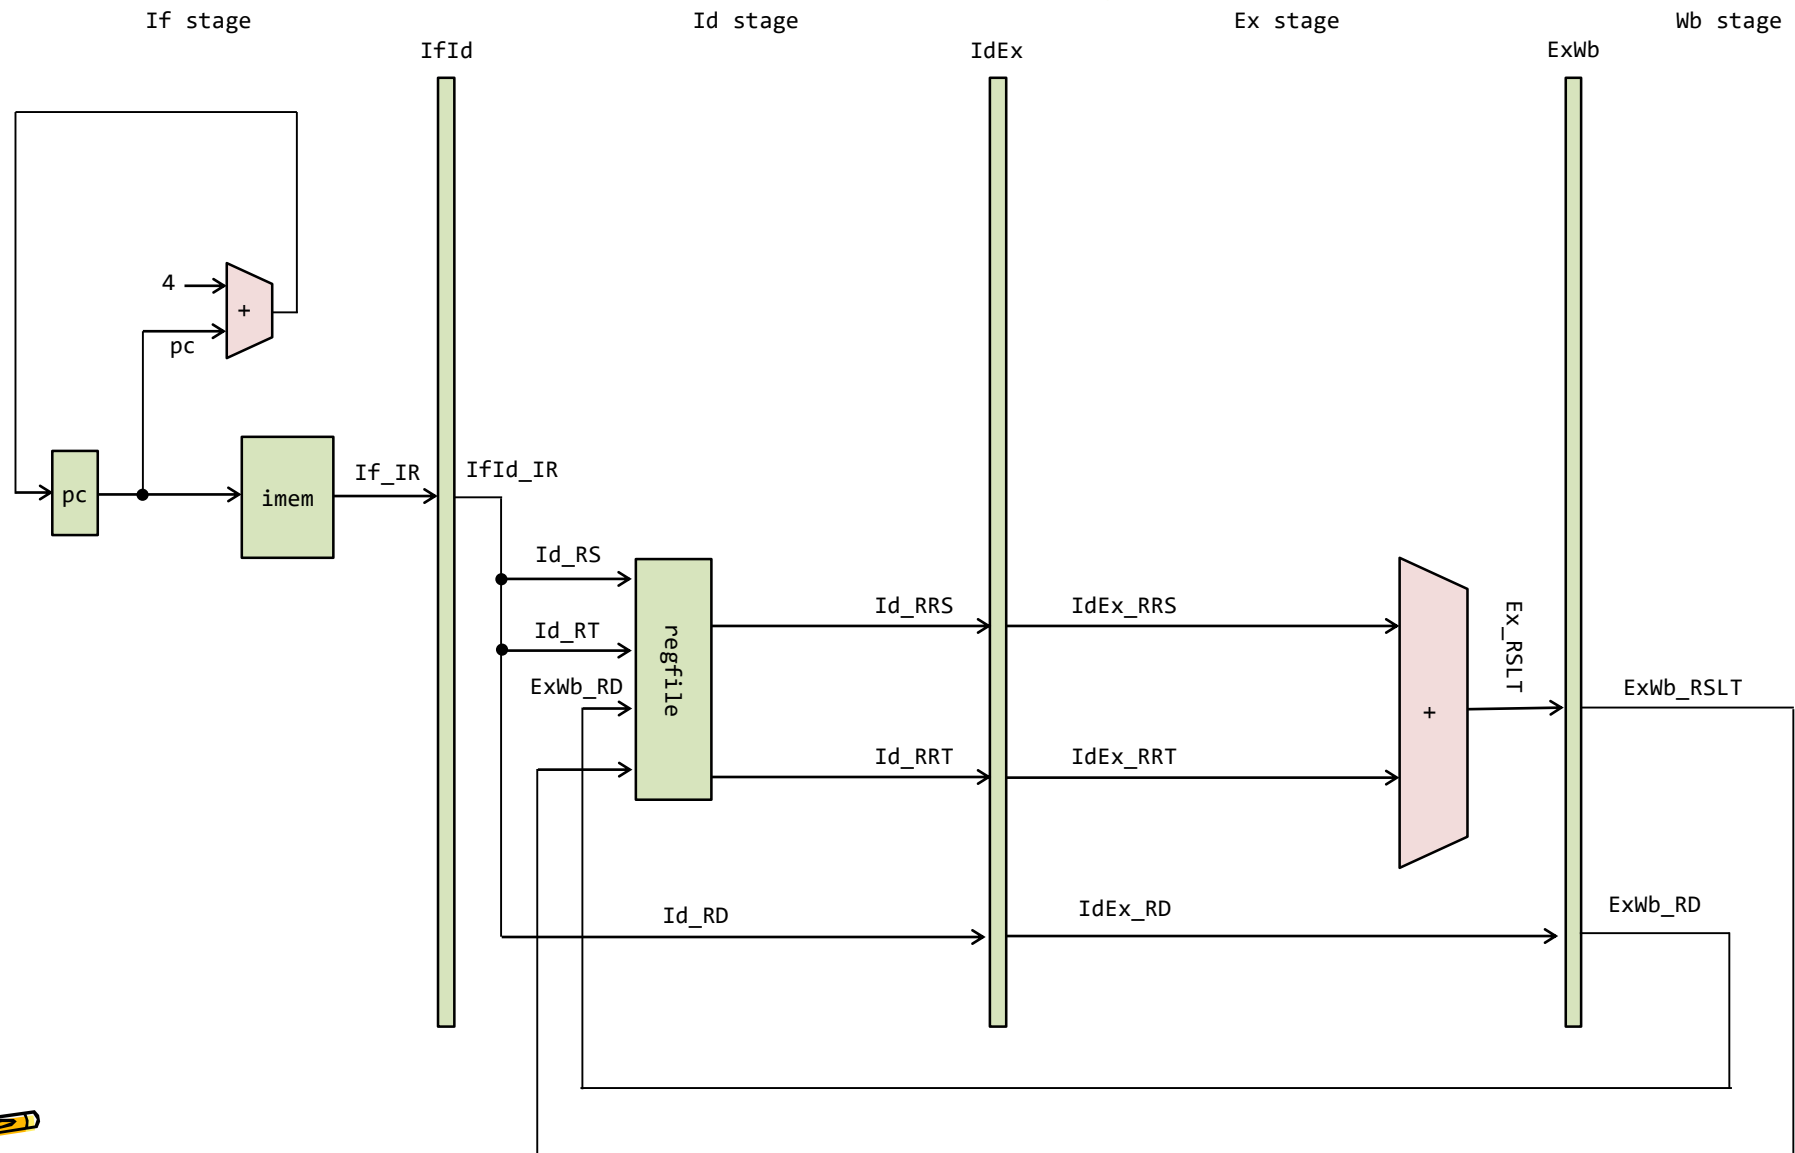 If stage
Id stage
Ex stage
Wb stage
IfId
IdEx
ExWb
4
+
pc
pc
imem
If_IR
IfId_IR
Id_RS
Id_RT
ExWb_RD
regfile
Id_RRS
IdEx_RRS
Id_RRT
IdEx_RRT
+
Ex_RSLT
ExWb_RSLT
Id_RD
IdEx_RD
ExWb_RD